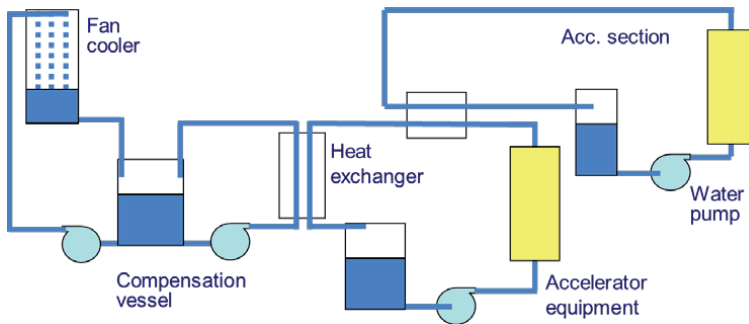 Fan
cooler
Acc. section
Heat
exchanger
Water
pump
Compensation
vessel
Accelerator
equipment